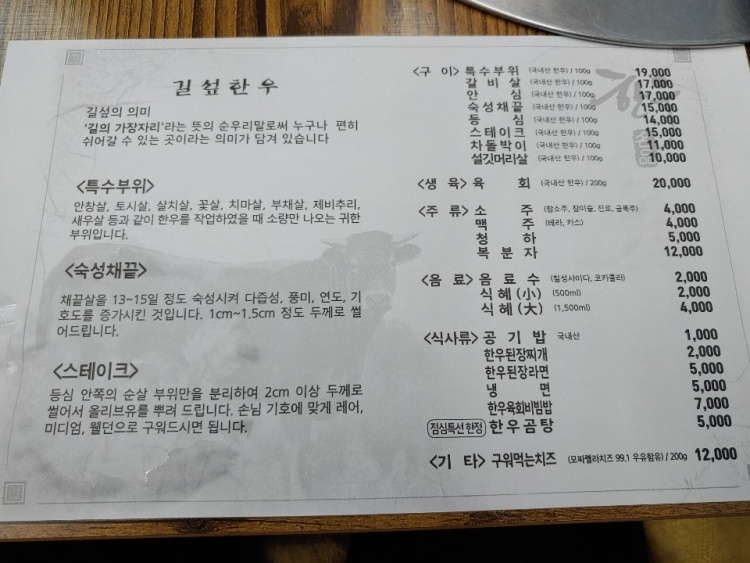 길섶한우
길섶의 의미
'길의 가장자리'라는 뜻의 순우리말로써 누구나 편히
쉬어갈 수 있는 곳이라는 의미가 담겨 있습니다
<특수부위>
안창살, 토시살, 살치살, 꽃살, 치마살, 부채살, 제비추리,
새우살 등과 같이 한우를 작업하였을 때 소량만 나오는 귀한
부위입니다.
<숙성채끝>
채끝살을 13~15일 정도 숙성시켜 다즙성, 풍미, 연도, 기
호도를 증가시킨 것입니다. 1cm~1.5cm 정도 두께로 썰
어드립니다.
<스테이크>
등심 안쪽의 순살 부위만을 분리하여 2cm 이상 두께로
썰어서 올리브유를 뿌려 드립니다. 손님 기호에 맞게 레어,
미디엄, 웰던으로 구워드시면 됩니다.
<구 이> 특수부위 (국내산 한우) / 100g 19,000
갈 비 살 (국내산 한우) / 100g 17,000
안 심 (국내산 한우) / 100g 17,000
숙성채끝 (국내산 한우) / 100g 15,000
등 심 (국내산 한우) / 100g 14,000
스테이크 (국내산 한우) / 100g 15,000
차돌박이 (국내산 한우) / 100g 11,000
설깃머리살 (국내산 한우) / 100g 10,000
<생 육> 육 회 (국내산 한우) / 200g 20,000
<주 류> 소 주 (참소주, 참이슬, 진로, 금복주) 4,000
맥 주 (테라, 카스) 4,000
청 하 5,000
복 분 자 12,000
<음 료> 음 료 수 (칠성사이다, 코카콜라) 2,000
식 혜 (小) (500ml) 2,000
식 혜 (大) (1,500ml) 4,000
<식사류> 공 기 밥 국내산 1,000
한우된장찌개 2,000
한우된장라면 5,000
냉 면 5,000
한우육회비빔밥 7,000
점심특선 한정 한우곰탕 5,000
<기 타> 구워먹는치즈 (모짜렐라치즈 99.1 우유함유) / 200g 12,000